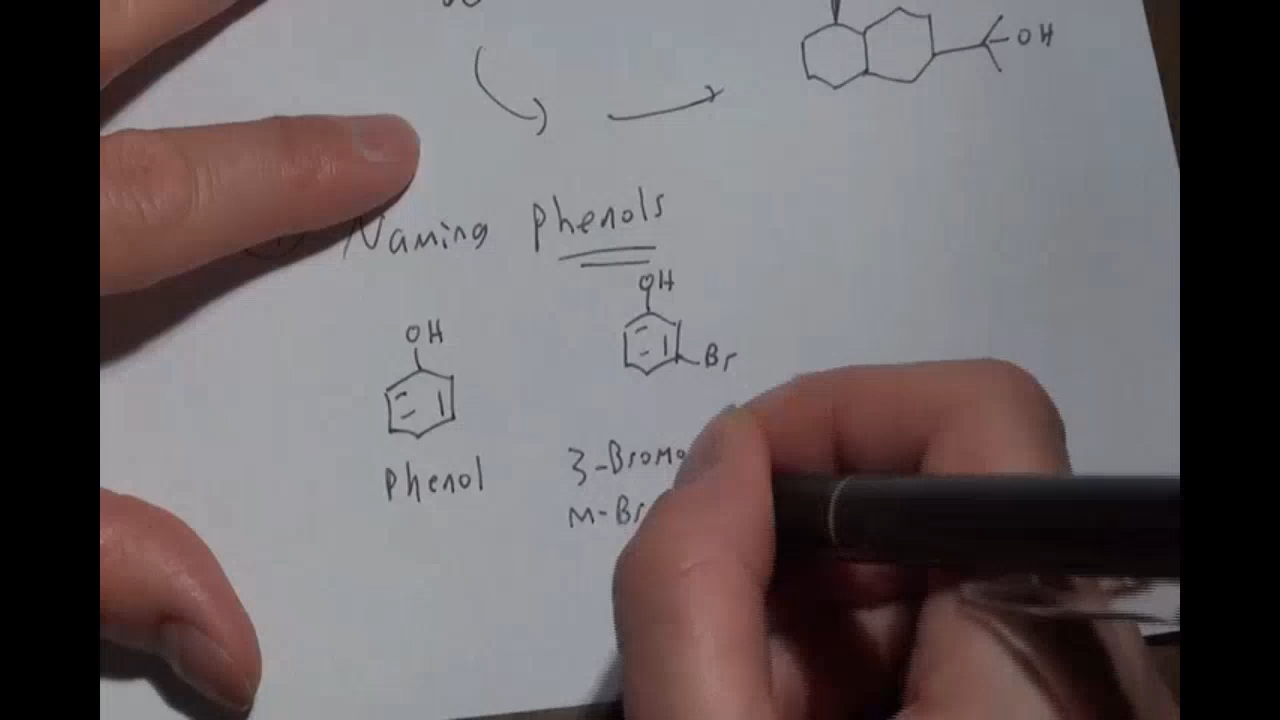 OH
Naming Phenols
OH
Br
OH
Phenol
3-Bromo
M-Br